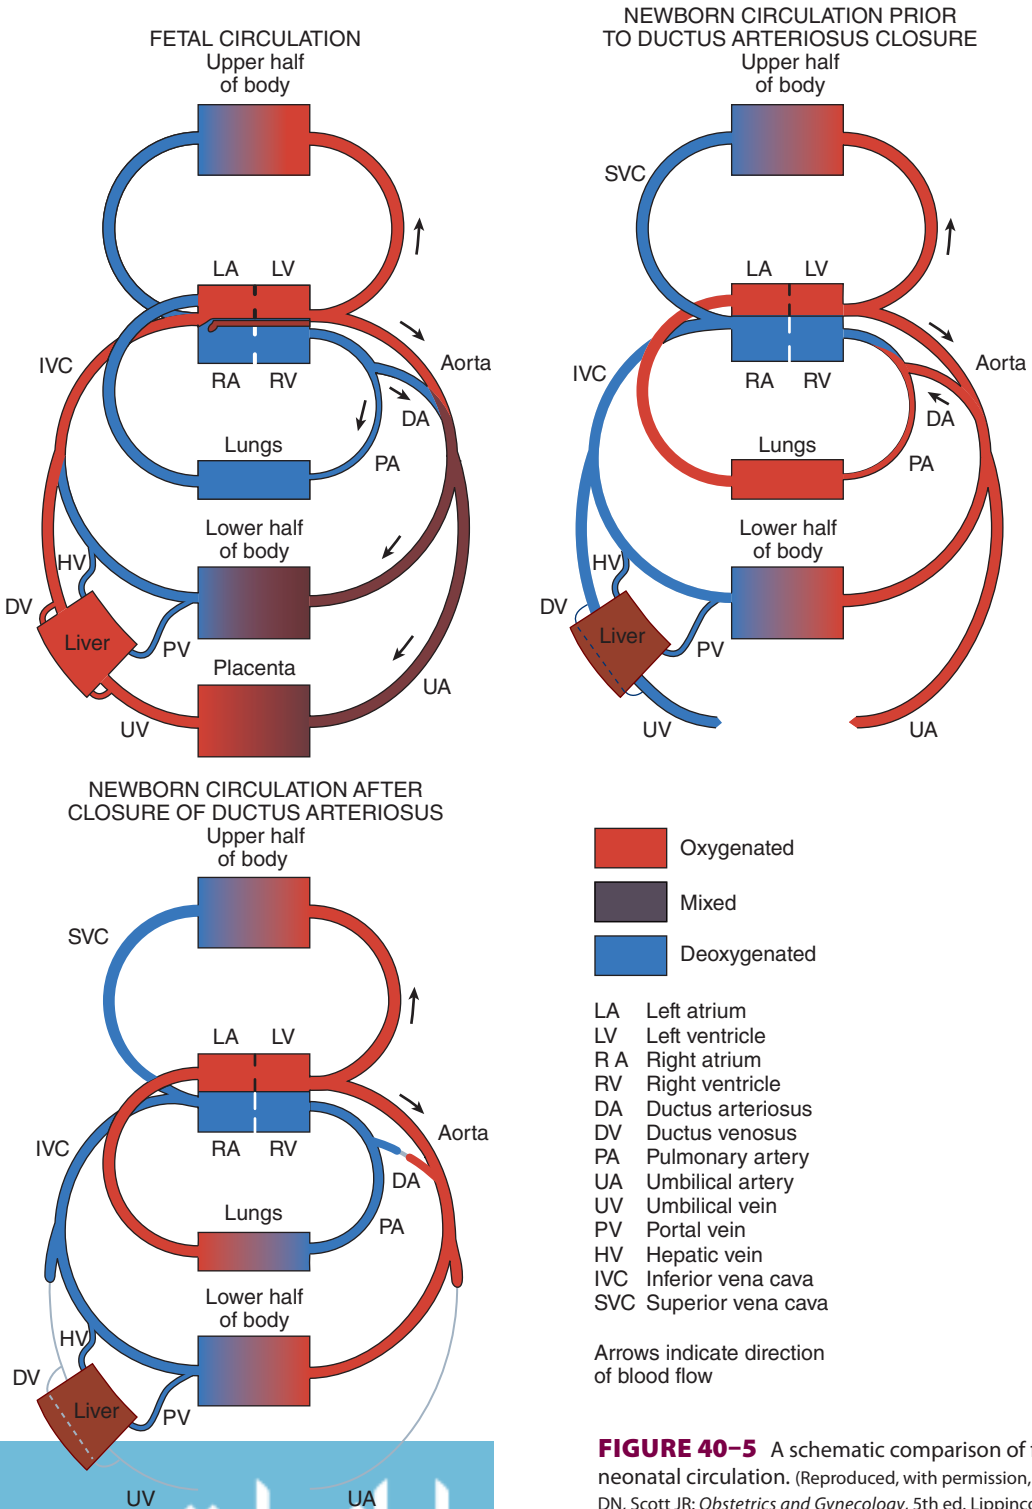 FETAL CIRCULATION
Upper half
of body
LA LV
IVC
RA RV
Aorta
DA
Lungs
PA
Lower half
of body
HV
DV
Liver
PV
Placenta
UA
UV
NEWBORN CIRCULATION PRIOR
TO DUCTUS ARTERIOSUS CLOSURE
Upper half
of body
SVC
LA LV
IVC
RA RV
Aorta
DA
Lungs
PA
Lower half
of body
HV
DV
Liver
PV
UV
UA
NEWBORN CIRCULATION AFTER
CLOSURE OF DUCTUS ARTERIOSUS
Upper half
of body
SVC
LA LV
IVC
RA RV
Aorta
DA
Lungs
PA
Lower half
of body
HV
DV
Liver
PV
UV
UA
Oxygenated
Mixed
Deoxygenated
LA Left atrium
LV Left ventricle
R A Right atrium
RV Right ventricle
DA Ductus arteriosus
DV Ductus venosus
PA Pulmonary artery
UA Umbilical artery
UV Umbilical vein
PV Portal vein
HV Hepatic vein
IVC Inferior vena cava
SVC Superior vena cava
Arrows indicate direction
of blood flow
FIGURE 40–5 A schematic comparison of
neonatal circulation. (Reproduced, with permission,
DN, Scott JR: Obstetrics and Gynecology, 5th ed.